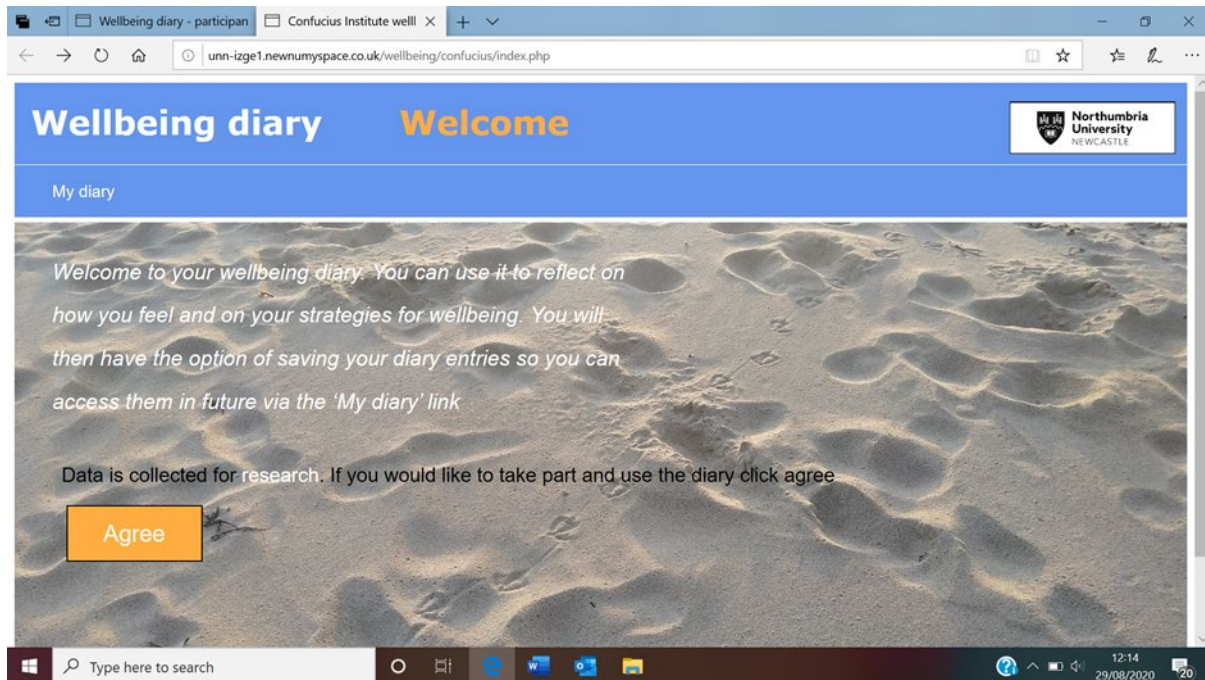 Wellbeing diary - participan
Confucius Institute welll
unn-izge1.newnumyspace.co.uk/wellbeing/confucius/index.php
Wellbeing diary Welcome
Northumbria
University
NEWCASTLE
My diary
Welcome to your wellbeing diary. You can use it to reflect on
how you feel and on your strategies for wellbeing. You will
then have the option of saving your diary entries so you can
access them in future via the ‘My diary’ link
Data is collected for research. If you would like to take part and use the diary click agree
Agree
Type here to search
12:14
29/08/2020
20